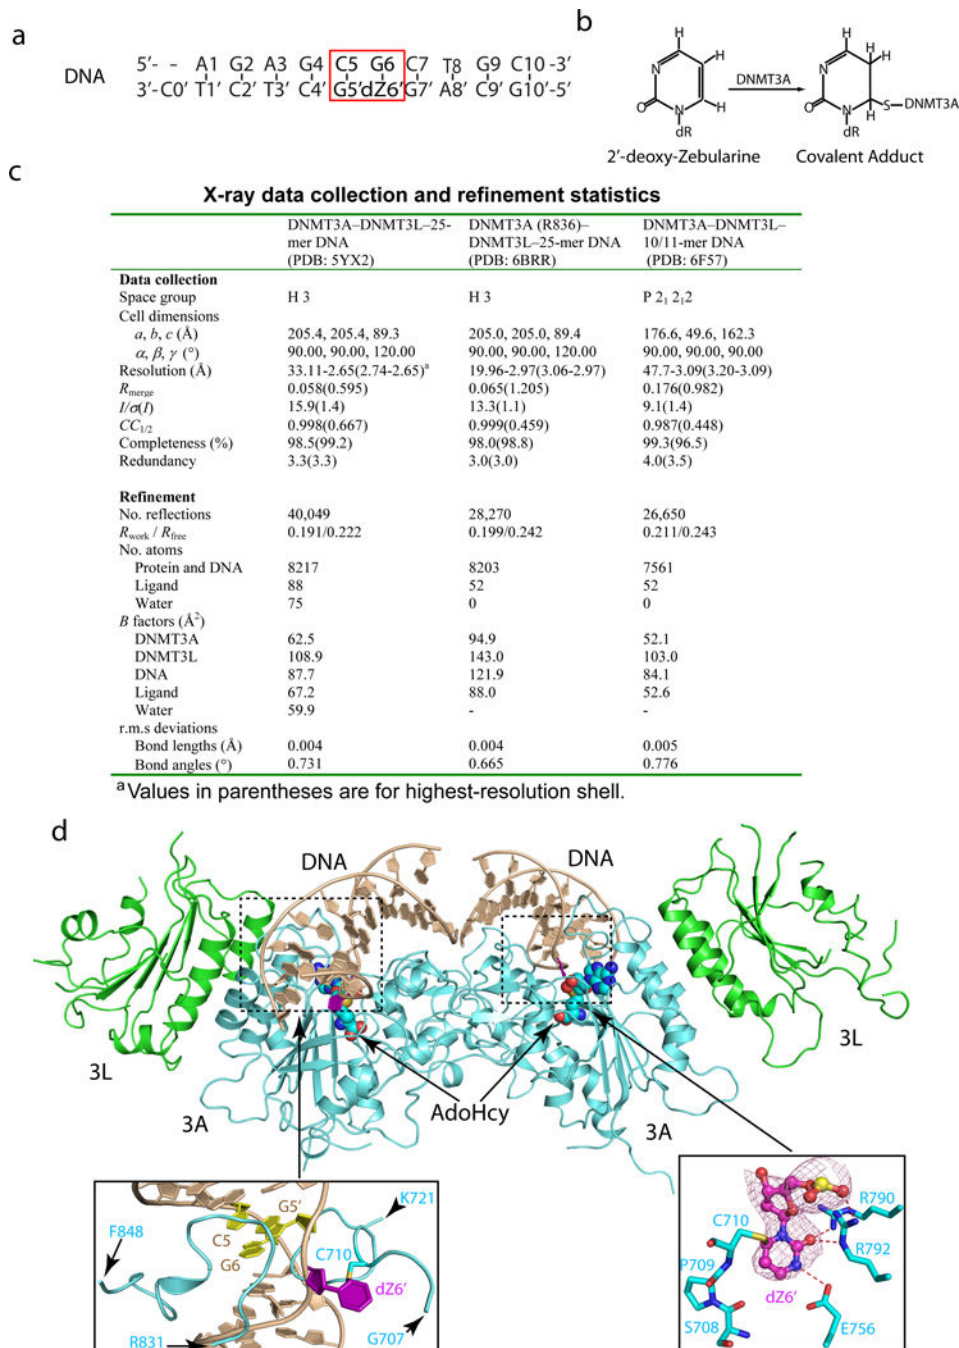 a
DNA
5'- - A1 G2 A3 G4 C5 G6 C7 T8 G9 C10 -3'
3'-C0' T1' C2' T3' C4' G5' dZ6' G7' A8' C9' G10'-5'
b
H H N O N H dR
DNMT3A
H H H N O N H S—DNMT3A dR
2'-deoxy-Zebularine Covalent Adduct
c
X-ray data collection and refinement statistics
DNMT3A–DNMT3L–25-mer DNA (PDB: 5YX2) DNMT3A (R836)–DNMT3L–25-mer DNA (PDB: 6BRR) DNMT3A–DNMT3L–10/11-mer DNA (PDB: 6F57)
Data collection
Space group H 3 H 3 P 2₁ 2₁2
Cell dimensions
a, b, c (Å) 205.4, 205.4, 89.3 205.0, 205.0, 89.4 176.6, 49.6, 162.3
α, β, γ (°) 90.00, 90.00, 120.00 90.00, 90.00, 120.00 90.00, 90.00, 90.00
Resolution (Å) 33.11-2.65(2.74-2.65)ᵃ 19.96-2.97(3.06-2.97) 47.7-3.09(3.20-3.09)
Rmerge 0.058(0.595) 0.065(1.205) 0.176(0.982)
I/σ(I) 15.9(1.4) 13.3(1.1) 9.1(1.4)
CC1/2 0.998(0.667) 0.999(0.459) 0.987(0.448)
Completeness (%) 98.5(99.2) 98.0(98.8) 99.3(96.5)
Redundancy 3.3(3.3) 3.0(3.0) 4.0(3.5)
Refinement
No. reflections 40,049 28,270 26,650
Rwork / Rfree 0.191/0.222 0.199/0.242 0.211/0.243
No. atoms
Protein and DNA 8217 8203 7561
Ligand 88 52 52
Water 75 0 0
B factors (Å²)
DNMT3A 62.5 94.9 52.1
DNMT3L 108.9 143.0 103.0
DNA 87.7 121.9 84.1
Ligand 67.2 88.0 52.6
Water 59.9 - -
r.m.s deviations
Bond lengths (Å) 0.004 0.004 0.005
Bond angles (°) 0.731 0.665 0.776
ᵃ Values in parentheses are for highest-resolution shell.
d
DNA DNA
3L 3L
AdoHcy
3A 3A
K721
G5'
F848
C5
G6
C710
dZ6'
R831
G707
R790
C710
R792
P709
dZ6'
S708
E756